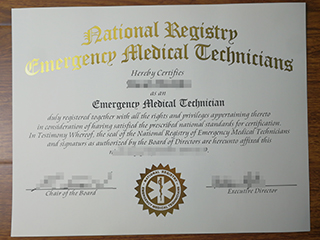 National Registry
Emergency Medical Technicians
Hereby Certifies
as an
Emergency Medical Technician
duly registered together with all the rights and privileges appertaining thereto
in consideration of having satisfied the prescribed national standards for certification.
In Testimony Whereof, the seal of the National Registry of Emergency Medical Technicians
and signature as authorized by the Board of Directors are hereunto affixed this
Chair of the Board
Executive Director